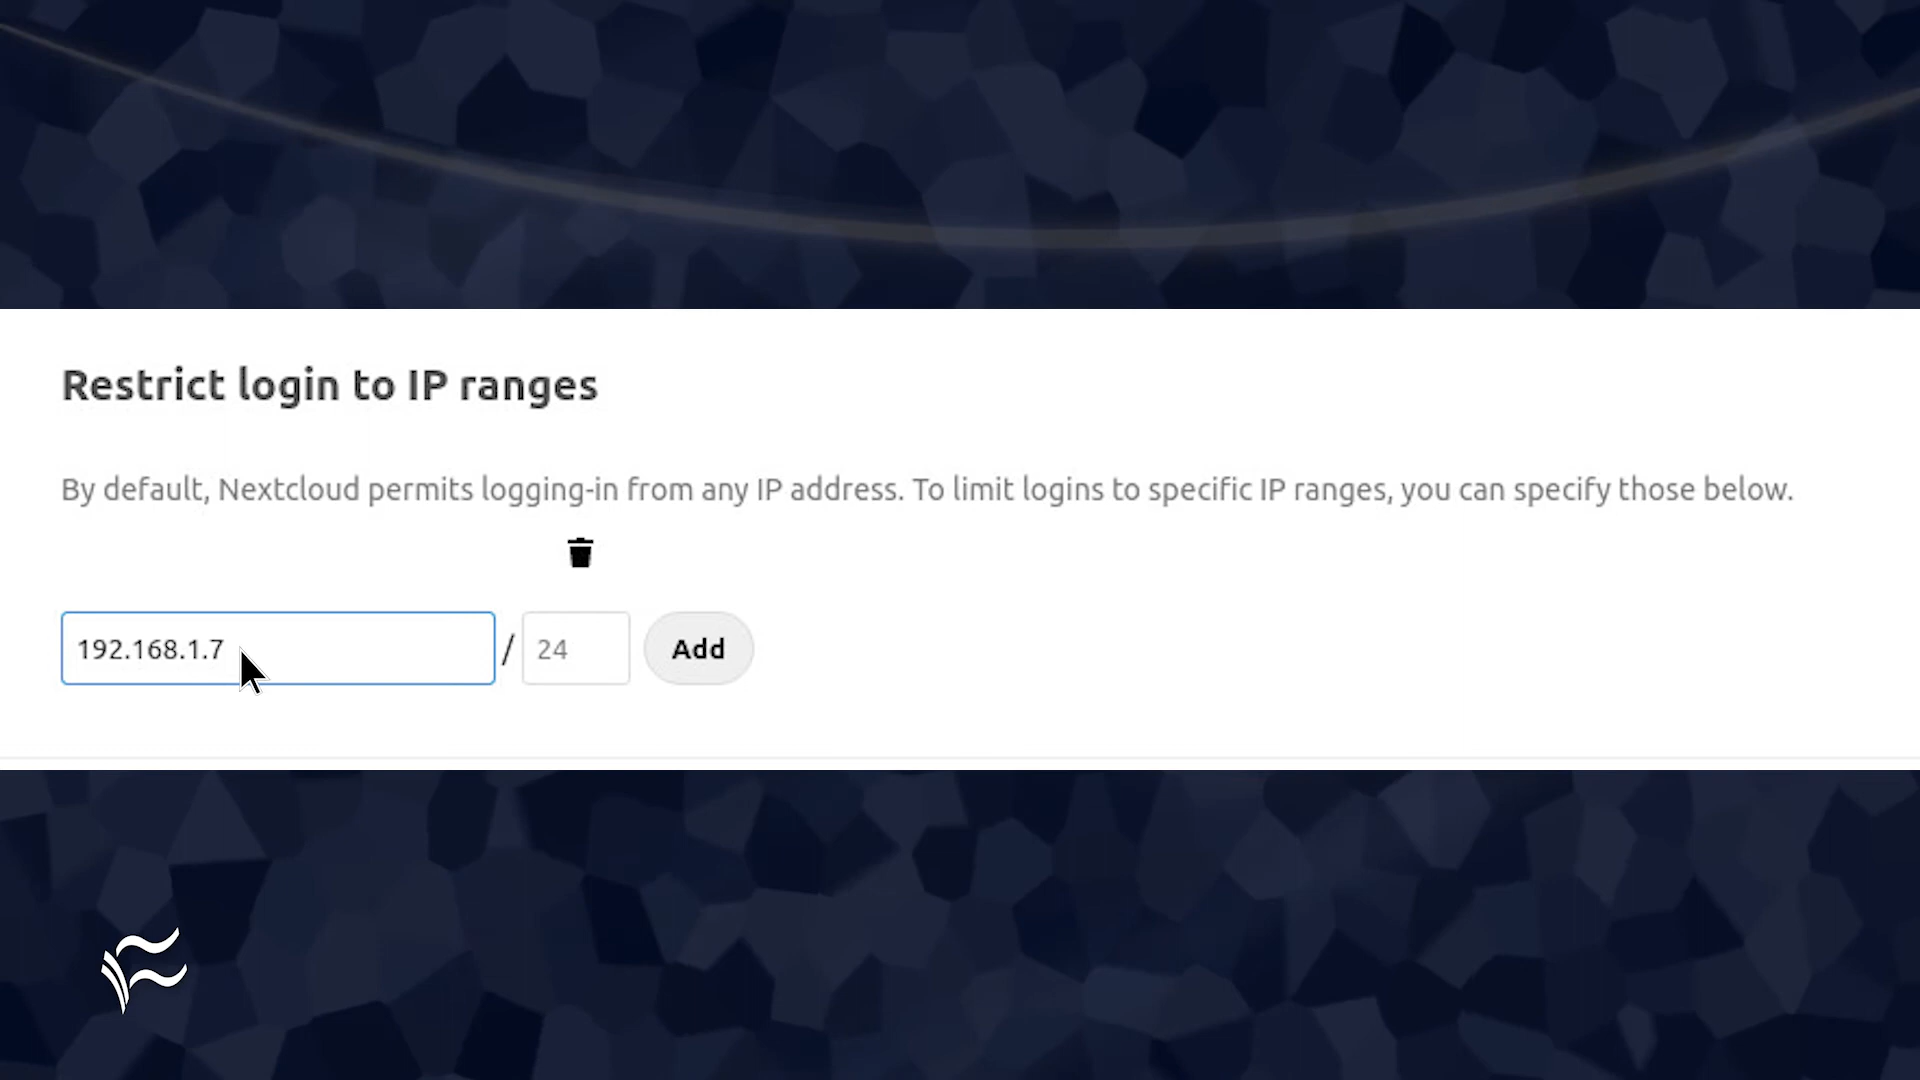 Restrict login to IP ranges
By default, Nextcloud permits logging-in from any IP address. To limit logins to specific IP ranges, you can specify those below.
192.168.1.7 / 24 Add